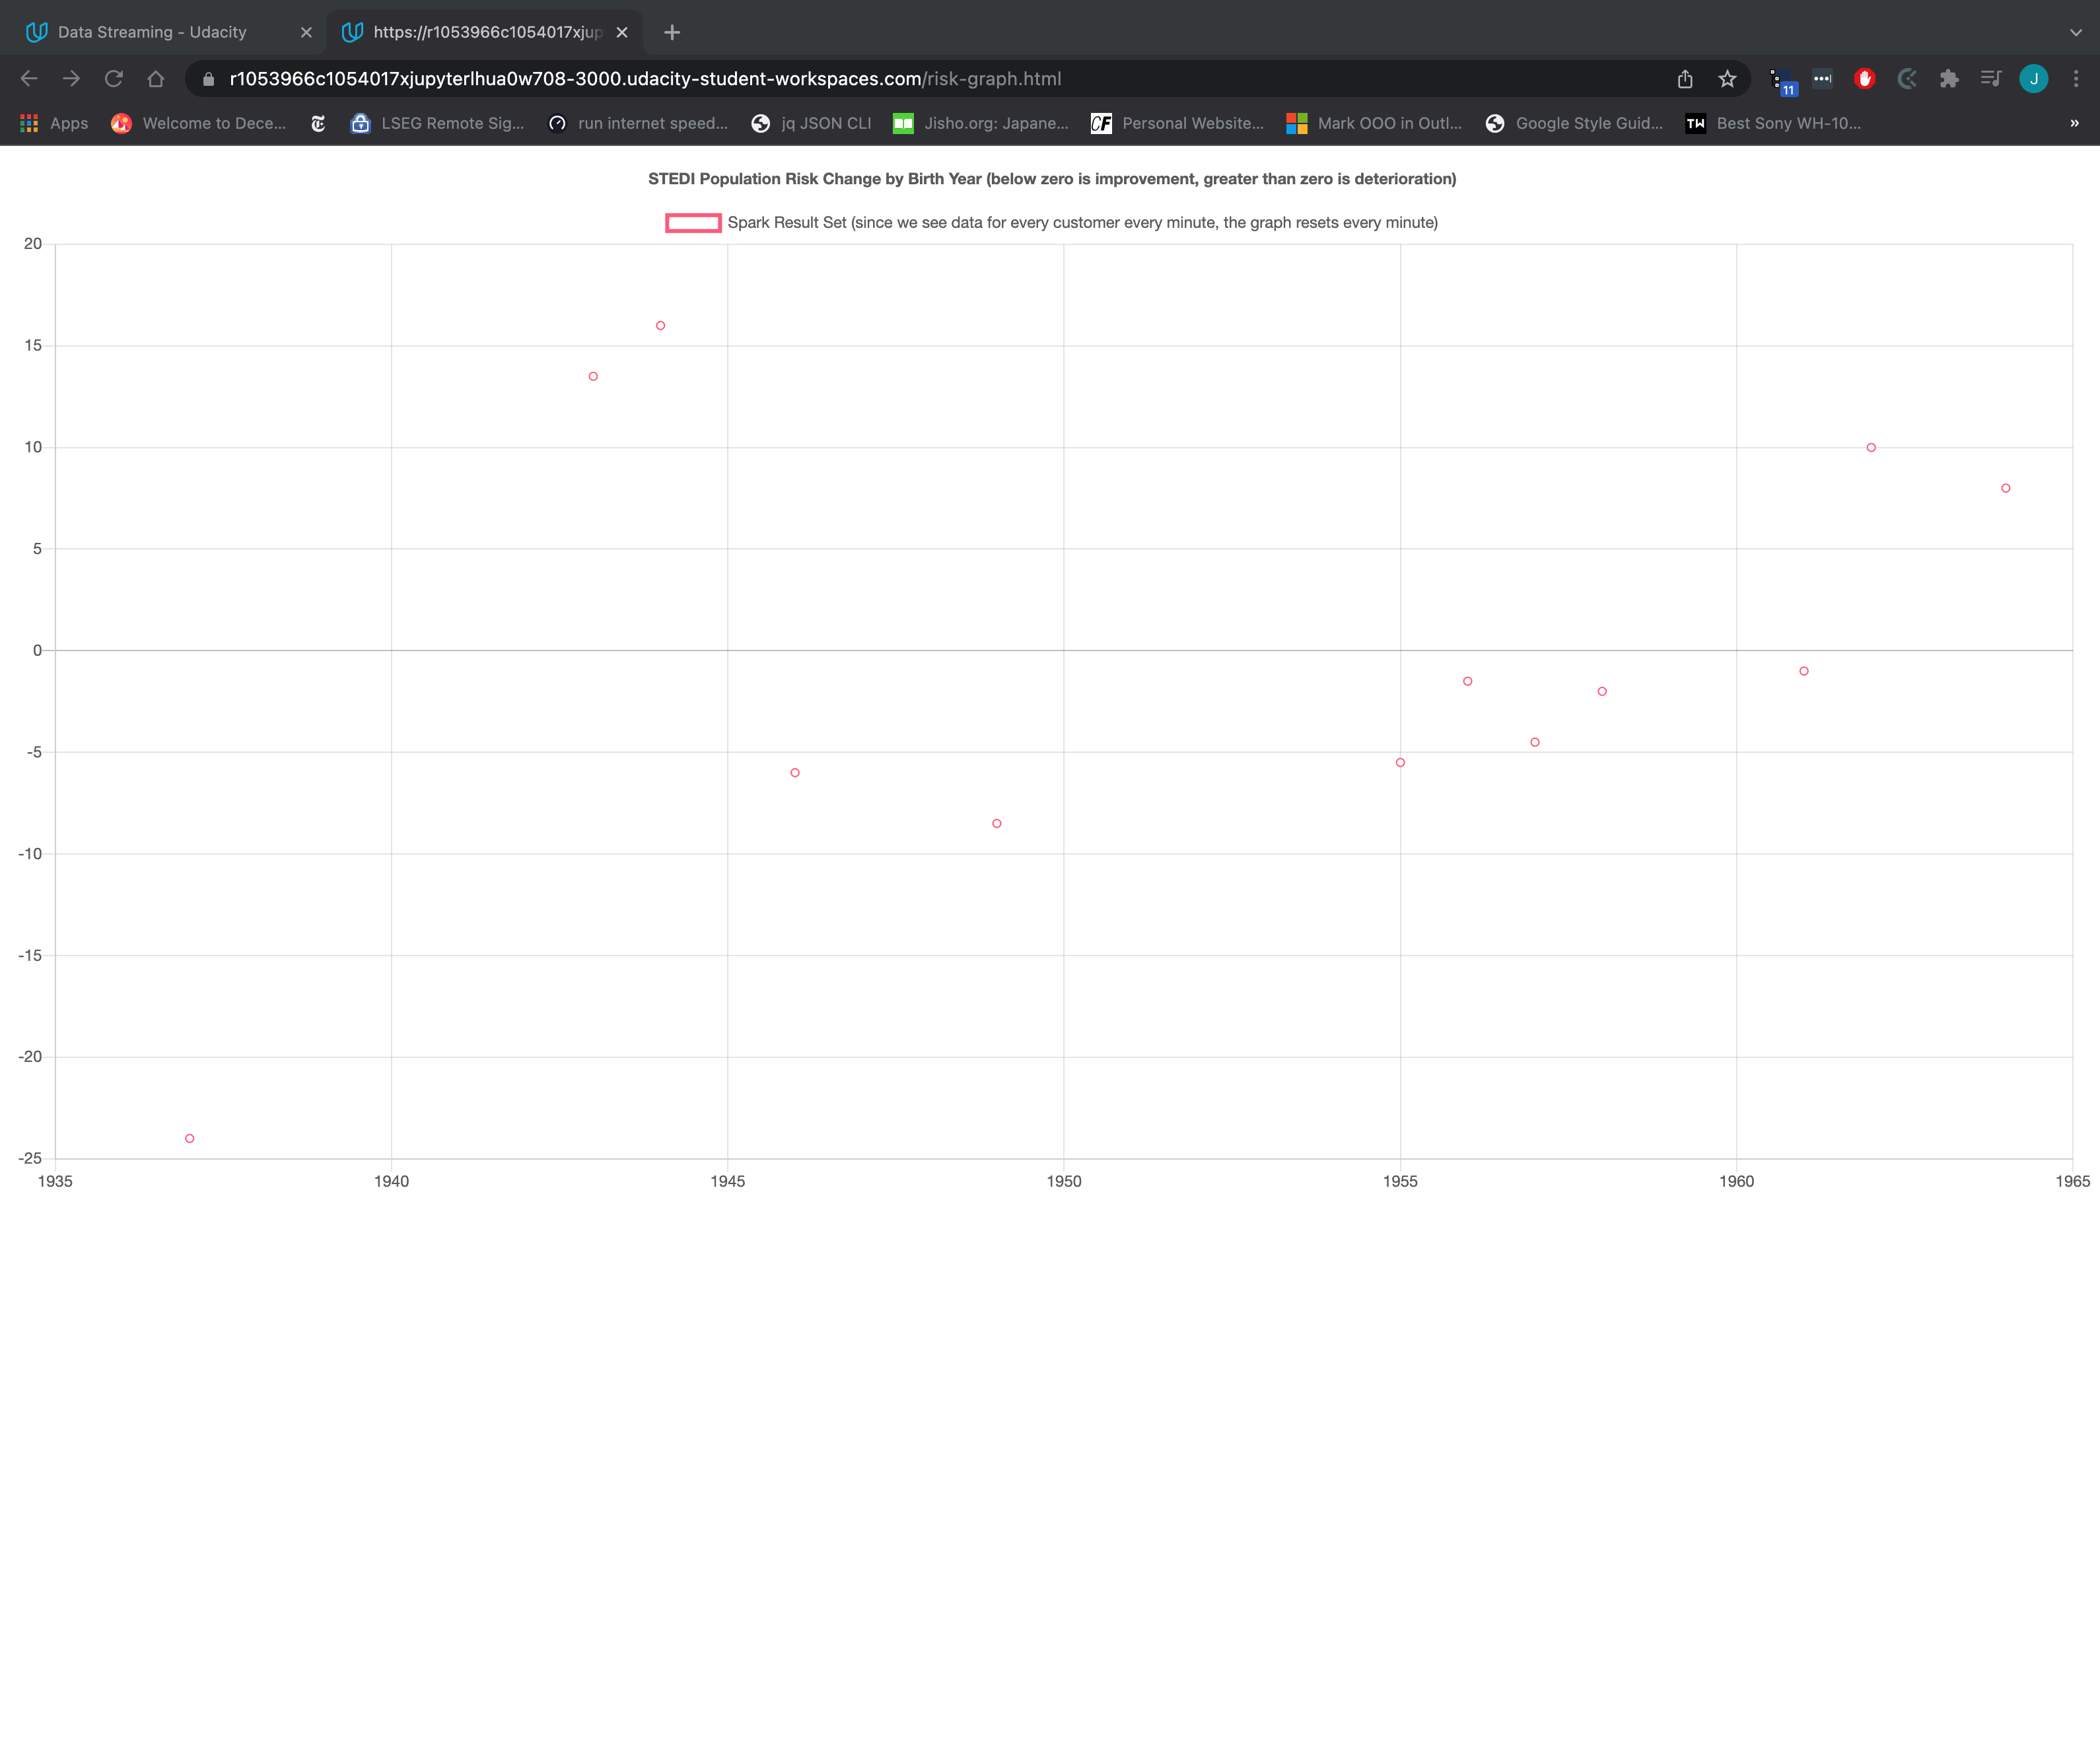 Data Streaming - Udacity
https://r1053966c1054017xjup
r1053966c1054017xjupyterlhua0w708-3000.udacity-student-workspaces.com/risk-graph.html
11
J
Apps
Welcome to Dece...
LSEG Remote Sig...
run internet speed...
jq JSON CLI
Jisho.org: Japane...
CF
Personal Website...
Mark OOO in Outl...
Google Style Guid...
TW
Best Sony WH-10...
»
STEDI Population Risk Change by Birth Year (below zero is improvement, greater than zero is deterioration)
Spark Result Set (since we see data for every customer every minute, the graph resets every minute)
20
15
10
5
0
-5
-10
-15
-20
-25
1935
1940
1945
1950
1955
1960
1965